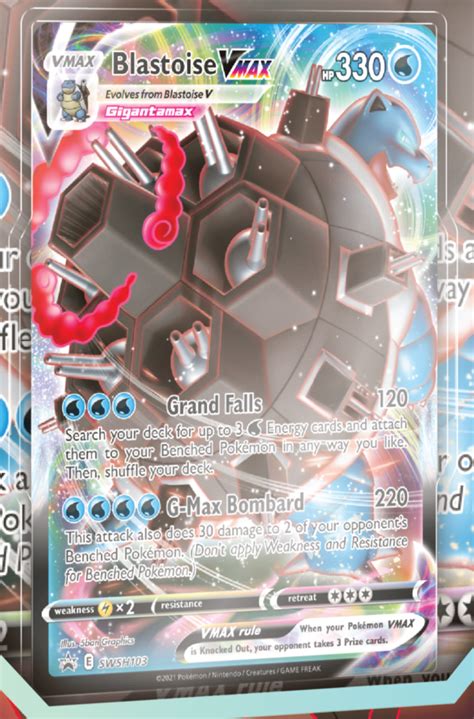 VMAX Blastoise VMAX HP 330
Evolves from Blastoise V
Gigantamax
Grand Falls 120
Search your deck for up to 3 Energy cards and attach
them to your Benched Pokémon in any way you like.
Then, shuffle your deck.
G-Max Bombard 220
This attack also does 30 damage to 2 of your opponent's
Benched Pokémon. (Don't apply Weakness and Resistance
for Benched Pokémon.)
weakness ×2 resistance retreat
VMAX rule When your Pokémon VMAX
is Knocked Out, your opponent takes 3 Prize cards.
Illus. 5ban Graphics
E SWSH103
©2021 Pokémon / Nintendo / Creatures / GAME FREAK
VMAX rule